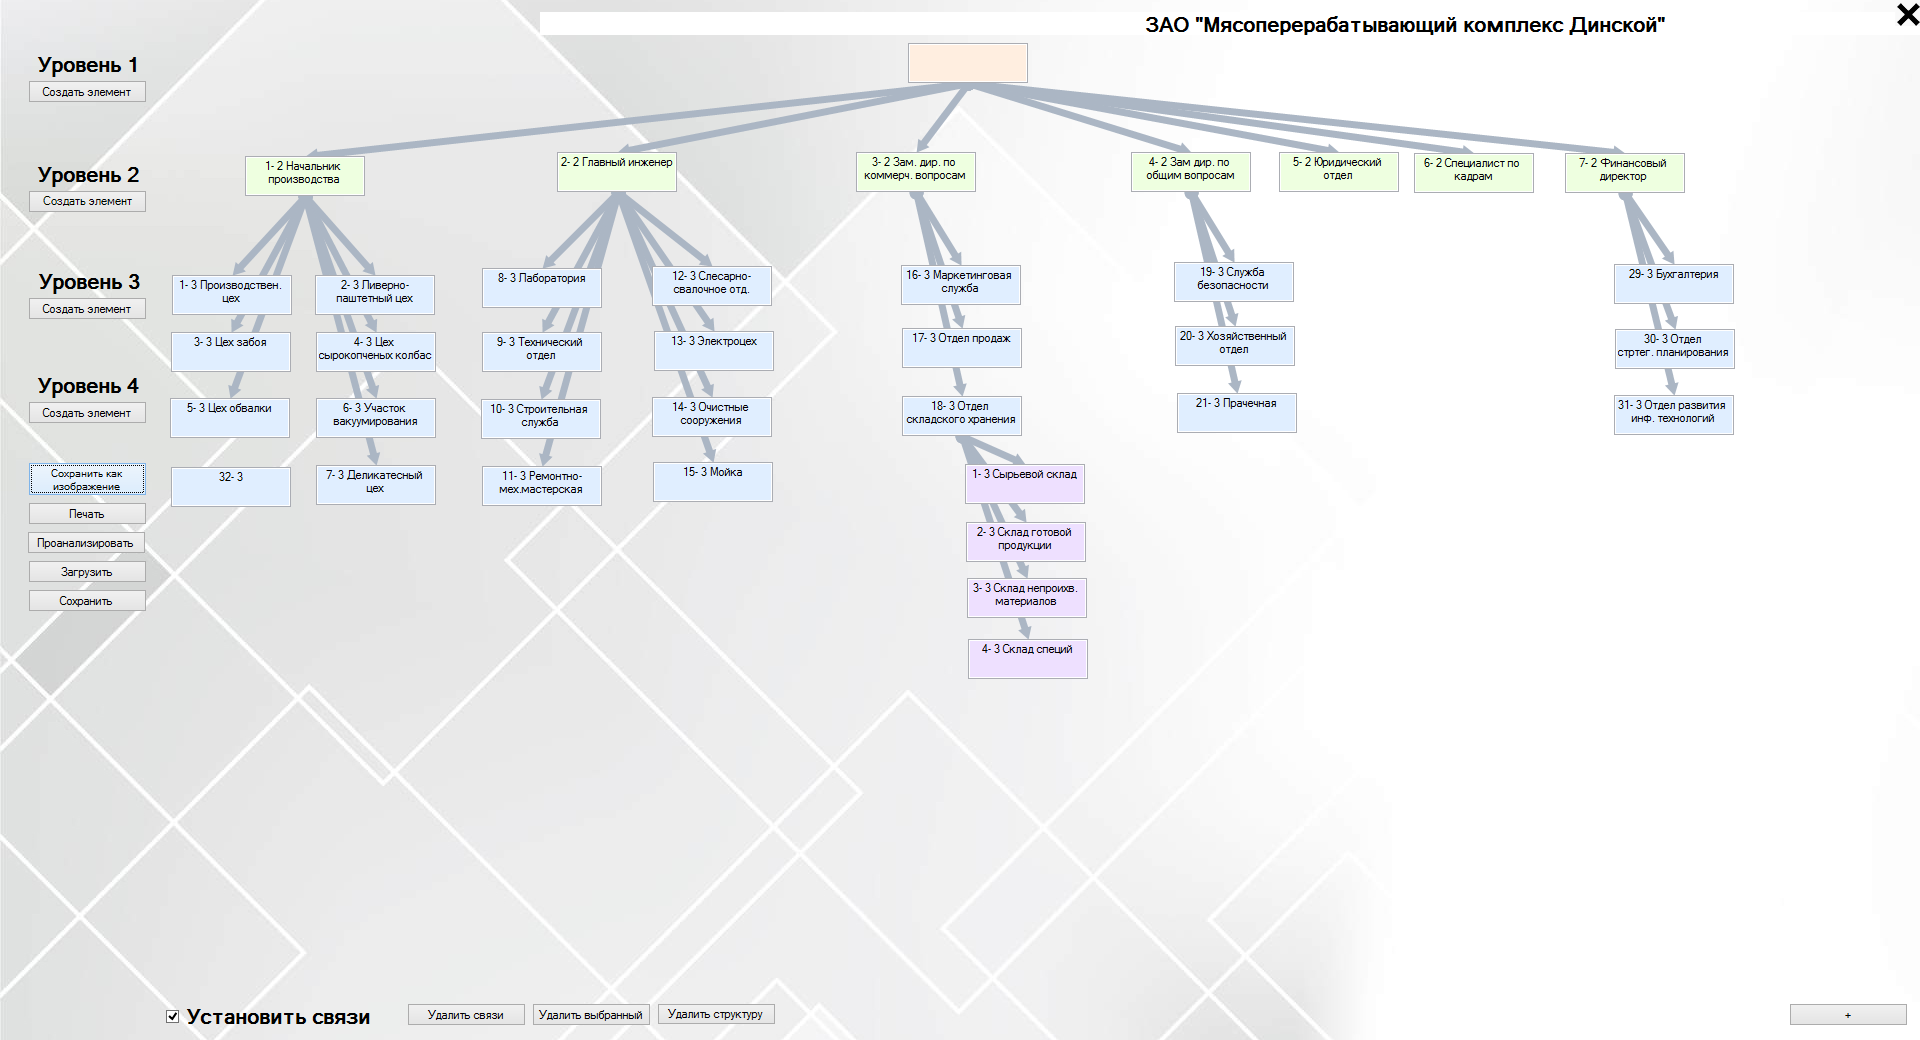 ЗАО "Мясоперерабатывающий комплекс Динской"
Уровень 1
Создать элемент
1- 2 Начальник
производства
2- 2 Главный инженер
3- 2 Зам. дир. по
коммерч. вопросам
4- 2 Зам дир. по
общим вопросам
5- 2 Юридический
отдел
6- 2 Специалист по
кадрам
7- 2 Финансовый
директор
Уровень 2
Создать элемент
Уровень 3
Создать элемент
1- 3 Производствен.
цех
2- 3 Ливерно-
паштетный цех
8- 3 Лаборатория
12- 3 Слесарно-
свалочное отд.
16- 3 Маркетинговая
служба
19- 3 Служба
безопасности
29- 3 Бухгалтерия
3- 3 Цех забоя
4- 3 Цех
сырокопченых колбас
9- 3 Технический
отдел
13- 3 Электроцех
17- 3 Отдел продаж
20- 3 Хозяйственный
отдел
30- 3 Отдел
стртег. планирования
Уровень 4
Создать элемент
5- 3 Цех обвалки
6- 3 Участок
вакуумирования
10- 3 Строительная
служба
14- 3 Очистные
сооружения
18- 3 Отдел
складского хранения
21- 3 Прачечная
31- 3 Отдел развития
инф. технологий
32- 3
7- 3 Деликатесный
цех
11- 3 Ремонтно-
мех.мастерская
15- 3 Мойка
1- 3 Сырьевой склад
2- 3 Склад готовой
продукции
3- 3 Склад непроихв.
материалов
4- 3 Склад специй
Сохранить как
изображение
Печать
Проанализировать
Загрузить
Сохранить
Установить связи
Удалить связи
Удалить выбранный
Удалить структуру
+